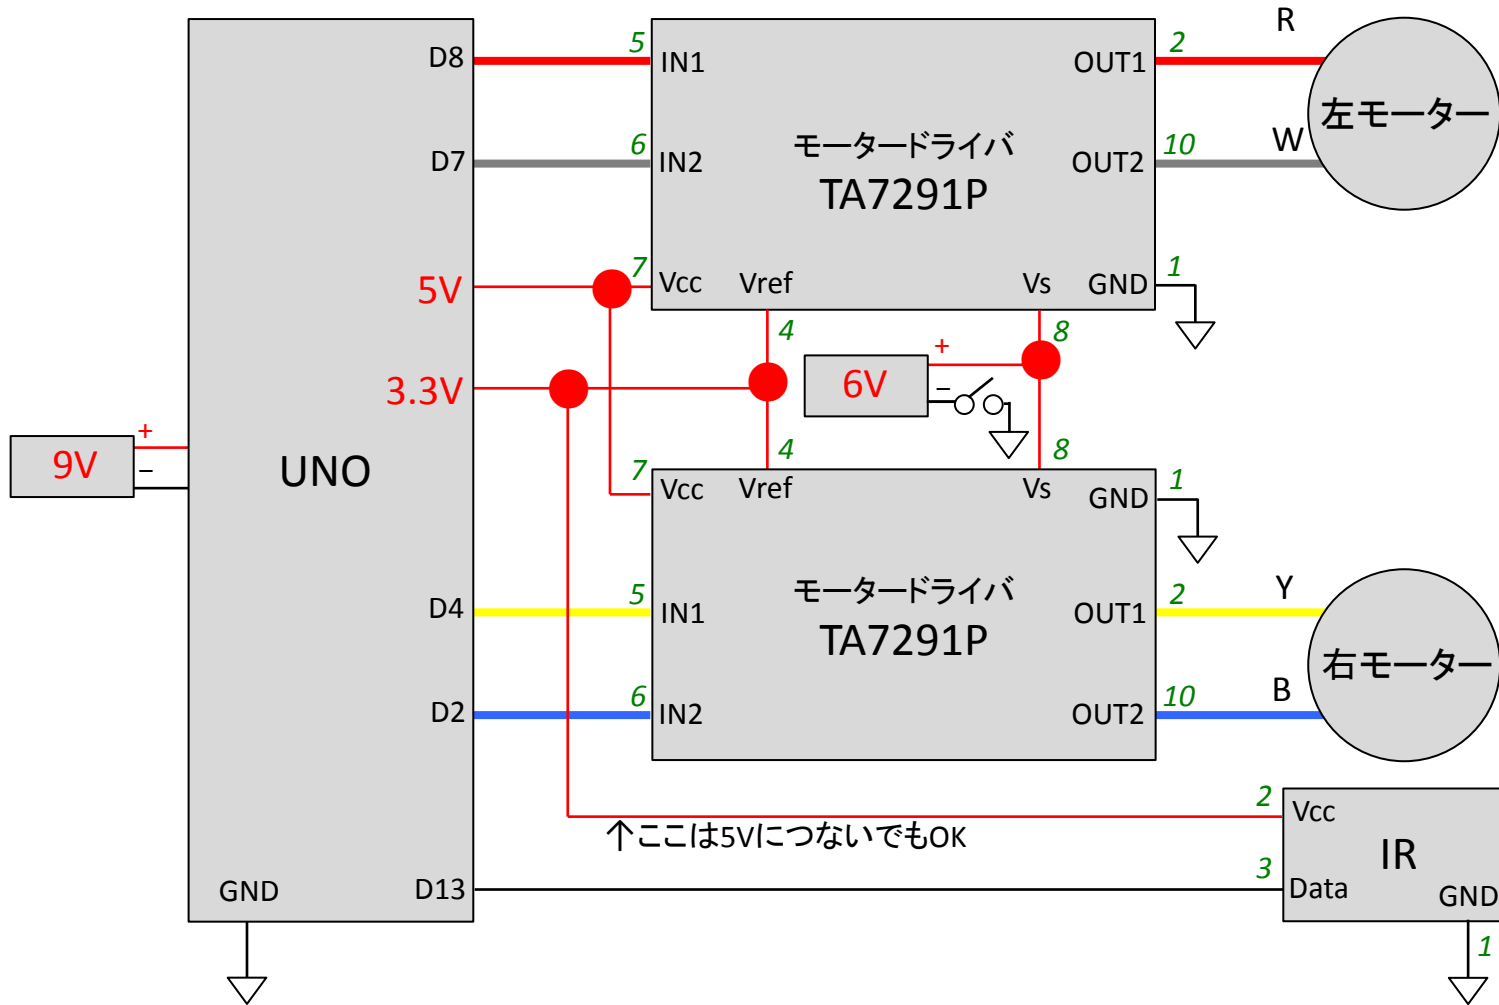 R
D8
5
IN1
OUT1
2
左モーター
D7
6
IN2
モータードライバ
TA7291P
OUT2
10
W
5V
7
Vcc
Vref
Vs
GND
1
4
8
3.3V
6V
+
−
9V
+
−
UNO
4
8
7
Vcc
Vref
Vs
GND
1
D4
5
IN1
モータードライバ
TA7291P
OUT1
2
Y
右モーター
D2
6
IN2
OUT2
10
B
2
Vcc
↑ここは5VにつないでもOK
IR
GND
D13
3
Data
GND
1